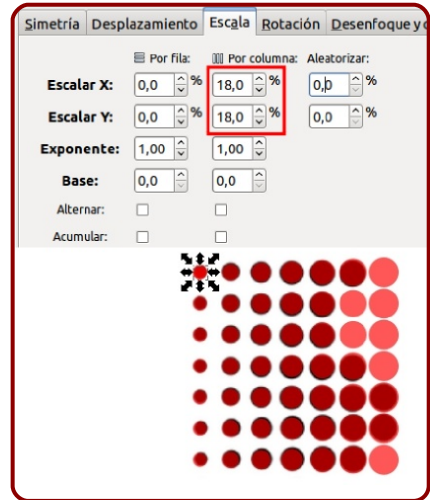 Simetría Desplazamiento Escala Rotación Desenfoque y
Por fila: Por columna: Aleatorizar:
Escalar X: 0,0 % 18,0 % 0,0 %
Escalar Y: 0,0 % 18,0 % 0,0 %
Exponente: 1,00 1,00
Base: 0,0 0,0
Alternar:
Acumular: